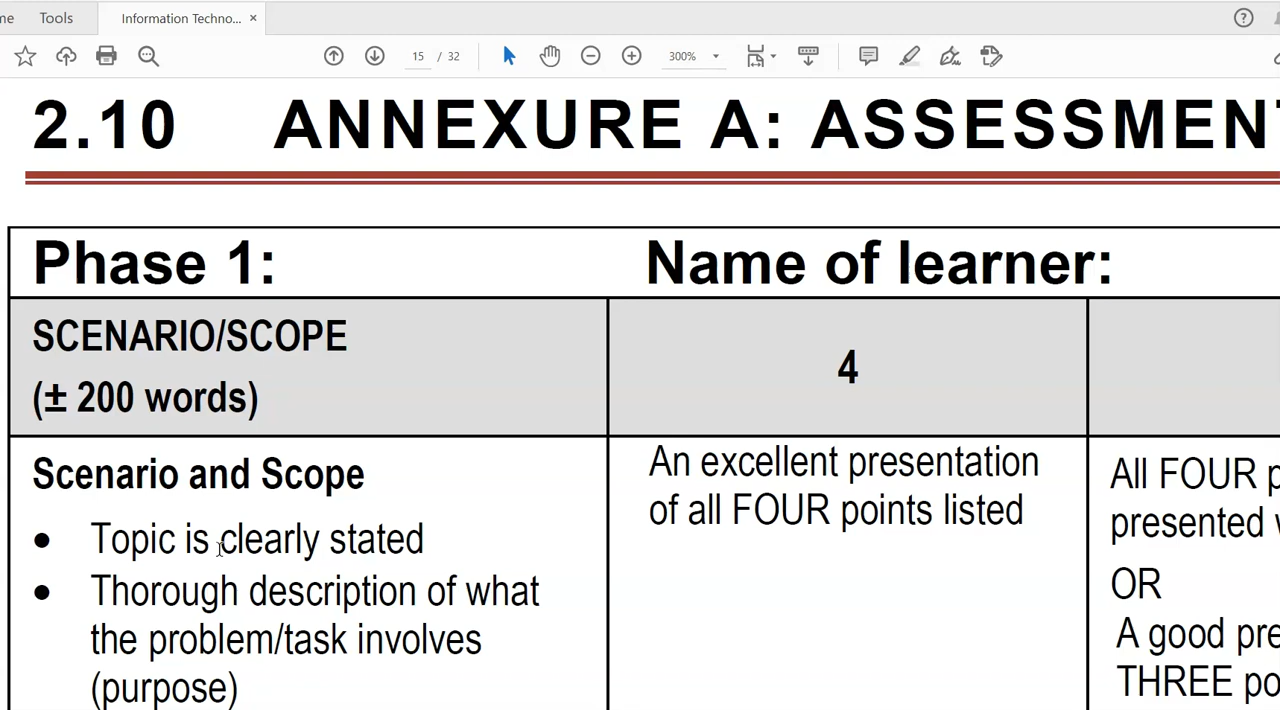 me
Tools
Information Techno... ×
15 / 32
300%
2.10 ANNEXURE A: ASSESSMENT
Phase 1: Name of learner:
SCENARIO/SCOPE
(± 200 words)
4
Scenario and Scope
• Topic is clearly stated
• Thorough description of what
the problem/task involves
(purpose)
An excellent presentation
of all FOUR points listed
All FOUR p
presented w
OR
A good pre
THREE po